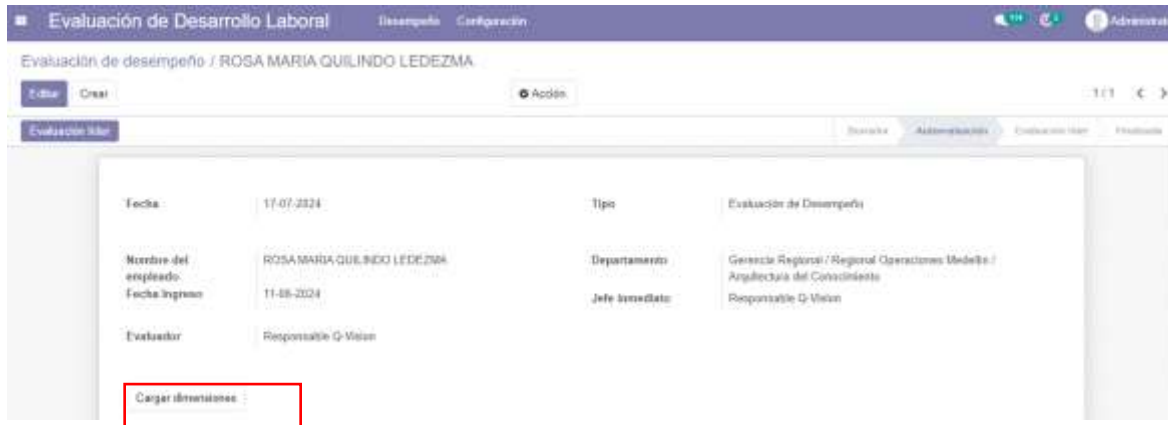 Evaluación de Desarrollo Laboral Desempeño Configuración Administrat
Evaluación de desempeño / ROSA MARIA QUILINDO LEDEZMA
Editar Crear Acción 1/1
Evaluación líder Borrador Autoevaluación Evaluación líder Finalizada
Fecha 17-07-2024 Tipo Evaluación de Desempeño
Nombre del ROSA MARIA QUILINDO LEDEZMA Departamento Gerencia Regional / Regional Operaciones Medellín /
empleado Arquitectura del Conocimiento
Fecha Ingreso 2024 Jefe Inmediato Responsable Q-Vision
Evaluador Responsable Q-Vision
Cargar dimensiones